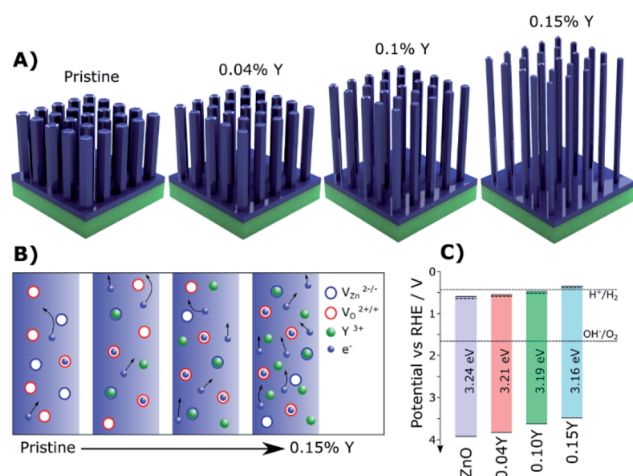 A)
Pristine
0.04% Y
0.1% Y
0.15% Y
B)
V_Zn 2-/-
V_O 2+/+
Y 3+
e-
Pristine
0.15% Y
C)
Potential vs RHE / V
0
1
2
3
4
H+/H2
OH-/O2
3.24 eV
3.21 eV
3.19 eV
3.16 eV
ZnO
0.04Y
0.10Y
0.15Y